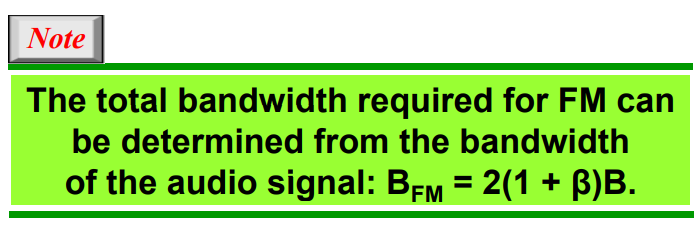 Note
The total bandwidth required for FM can
be determined from the bandwidth
of the audio signal: B_FM = 2(1 + β)B.